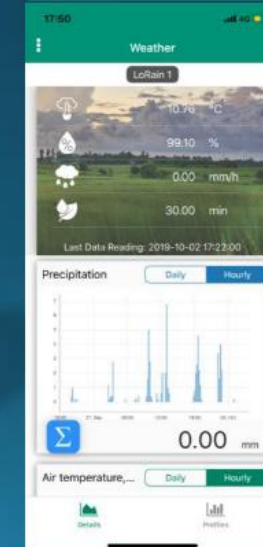 17:50
4G
Weather
LoRain 1
10.76 °C
99.10 %
0.00 mm/h
30.00 min
Last Data Reading: 2019-10-02 17:22:00
Precipitation Daily Hourly
Σ 0.00 mm
Air temperature,... Daily Hourly
Details Profiles